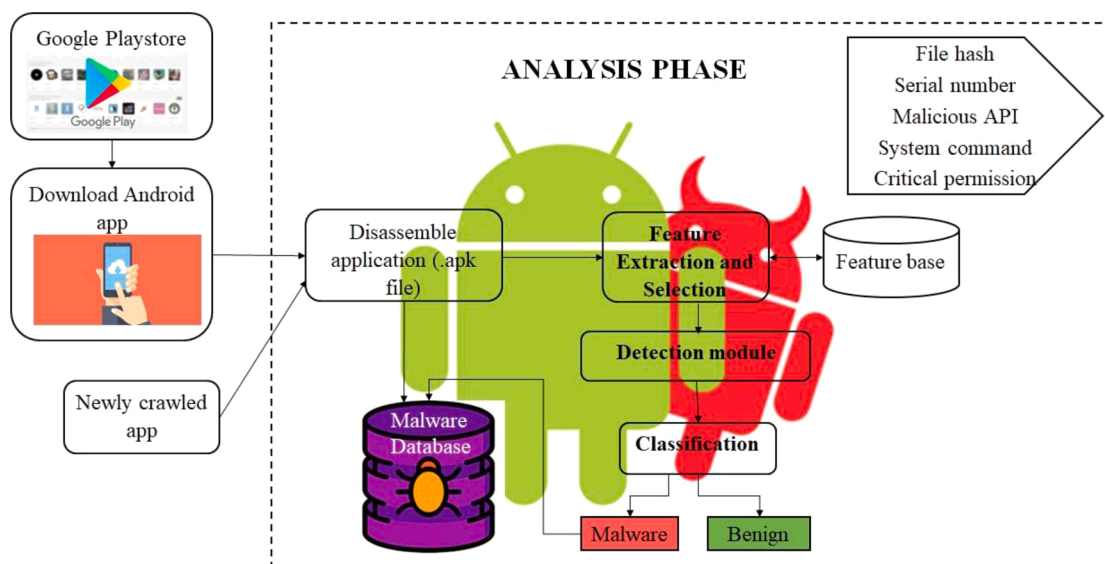 Google Playstore
Google Play
Download Android
app
Newly crawled
app
ANALYSIS PHASE
File hash
Serial number
Malicious API
System command
Critical permission
Disassemble
application (.apk
file)
Feature
Extraction and
Selection
Feature base
Detection module
Malware
Database
Classification
Malware
Benign